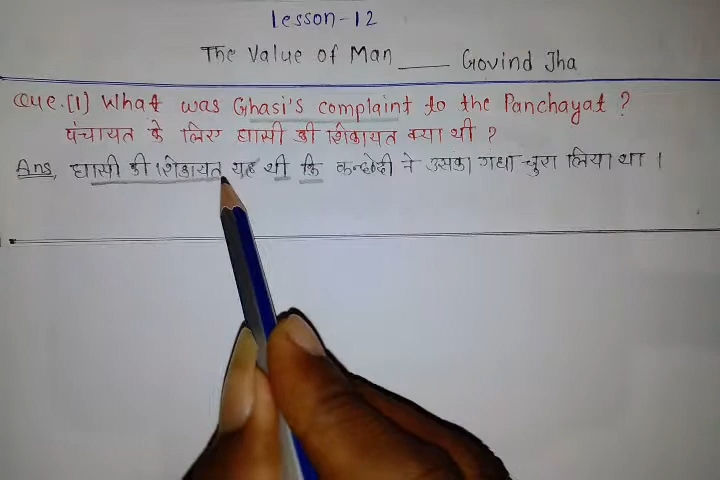 Lesson-12
The Value of Man ____ Govind Jha
Que.(1) What was Ghasi's complaint to the Panchayat ?
पंचायत के लिए घासी की शिकायत क्या थी ?
Ans, घासी की शिकायत यह थी कि कन्छेदी ने उसका गधा चुरा लिया था ।